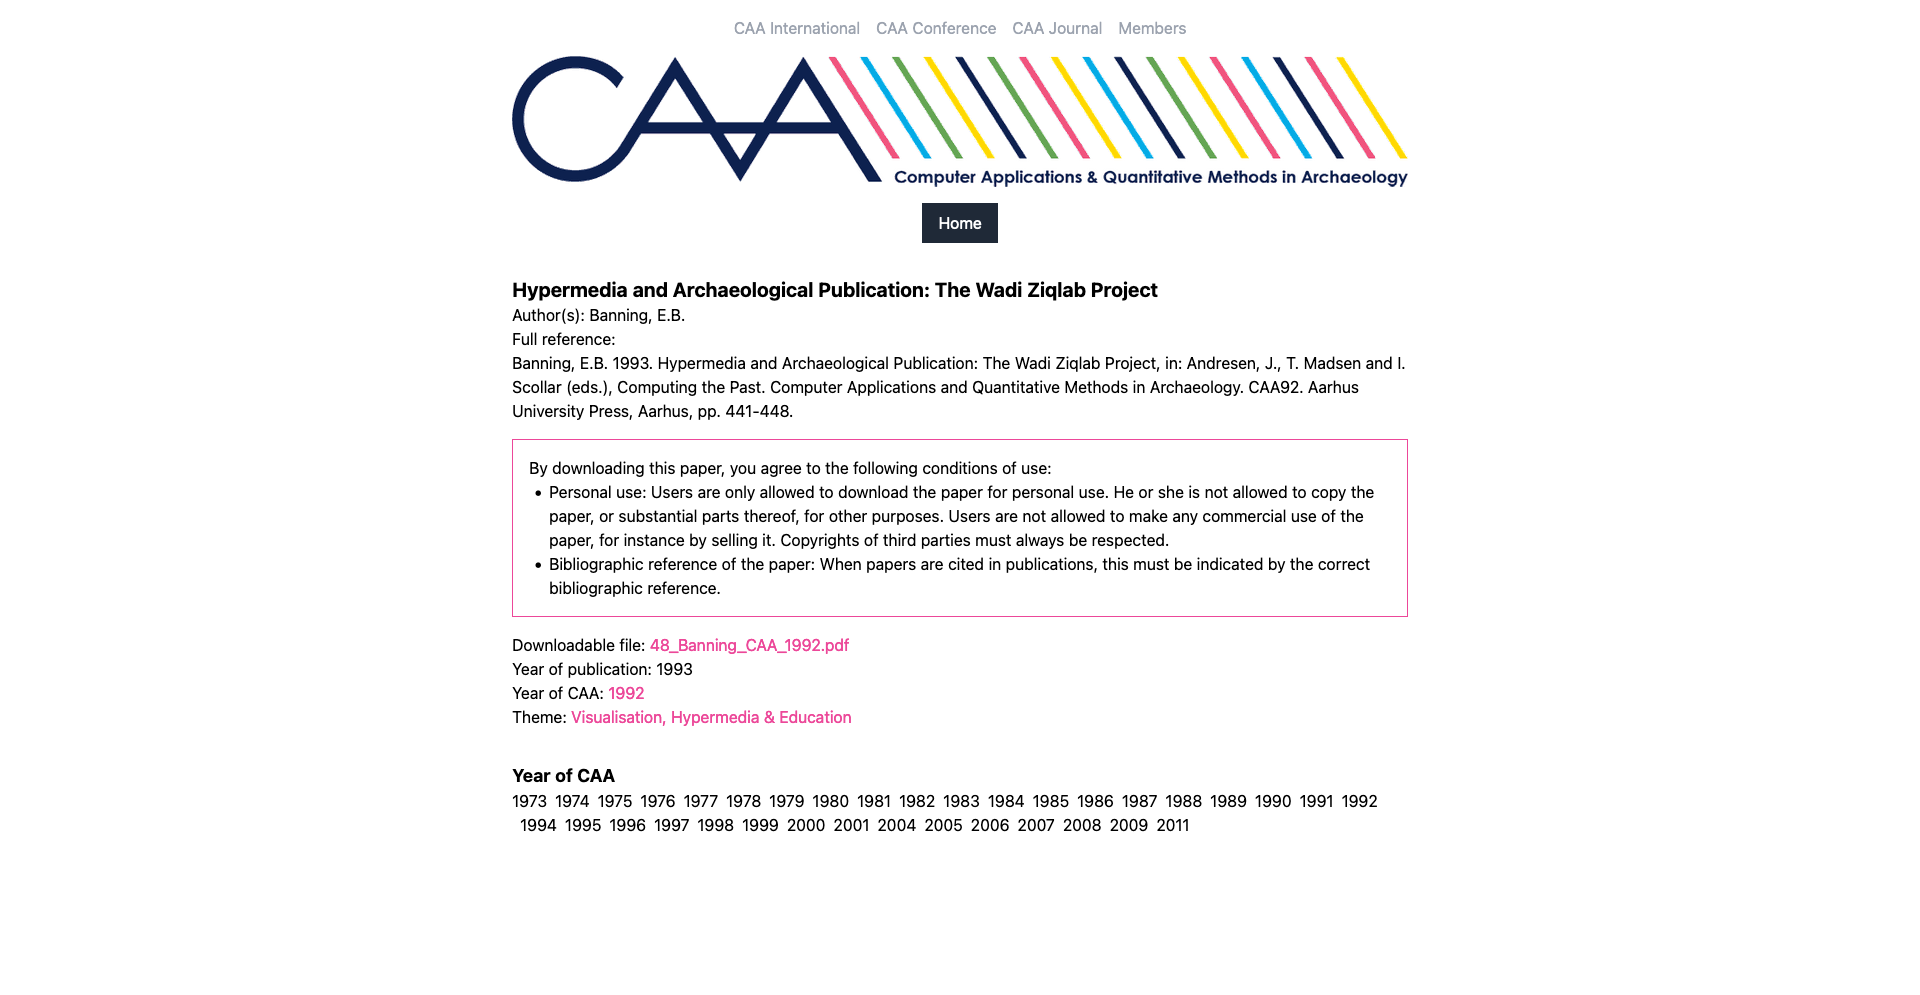 CAA International CAA Conference CAA Journal Members
CAA
Computer Applications & Quantitative Methods in Archaeology
Home
Hypermedia and Archaeological Publication: The Wadi Ziqlab Project
Author(s): Banning, E.B.
Full reference:
Banning, E.B. 1993. Hypermedia and Archaeological Publication: The Wadi Ziqlab Project, in: Andresen, J., T. Madsen and I.
Scollar (eds.), Computing the Past. Computer Applications and Quantitative Methods in Archaeology. CAA92. Aarhus
University Press, Aarhus, pp. 441-448.
By downloading this paper, you agree to the following conditions of use:
• Personal use: Users are only allowed to download the paper for personal use. He or she is not allowed to copy the
paper, or substantial parts thereof, for other purposes. Users are not allowed to make any commercial use of the
paper, for instance by selling it. Copyrights of third parties must always be respected.
• Bibliographic reference of the paper: When papers are cited in publications, this must be indicated by the correct
bibliographic reference.
Downloadable file: 48_Banning_CAA_1992.pdf
Year of publication: 1993
Year of CAA: 1992
Theme: Visualisation, Hypermedia & Education
Year of CAA
1973 1974 1975 1976 1977 1978 1979 1980 1981 1982 1983 1984 1985 1986 1987 1988 1989 1990 1991 1992
1994 1995 1996 1997 1998 1999 2000 2001 2004 2005 2006 2007 2008 2009 2011